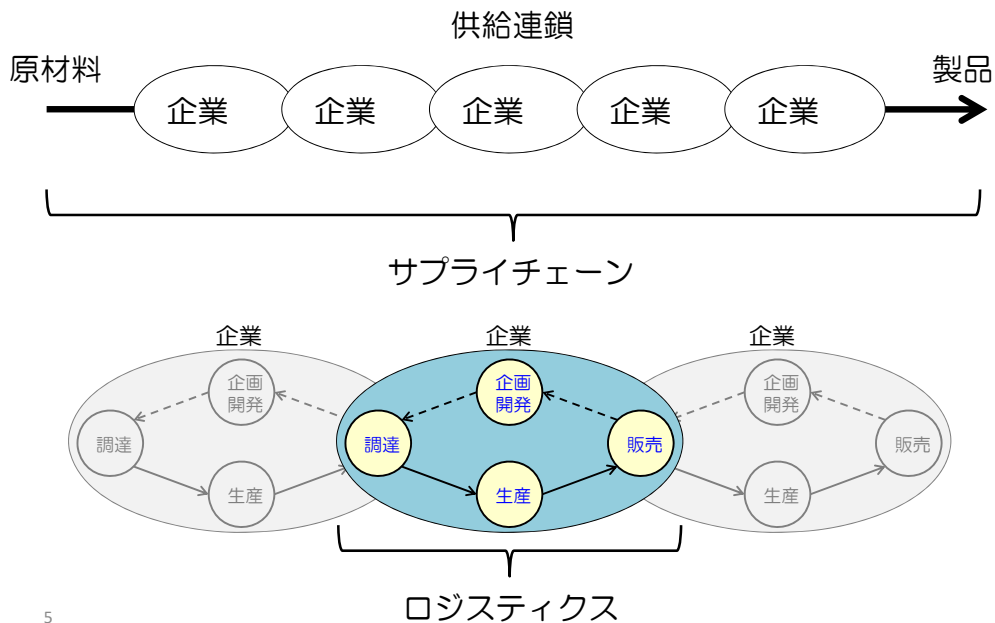 供給連鎖
原材料
製品
企業
企業
企業
企業
企業
サプライチェーン
企業
企業
企業
企画
開発
調達
生産
企画
開発
調達
販売
生産
企画
開発
販売
生産
ロジスティクス
5